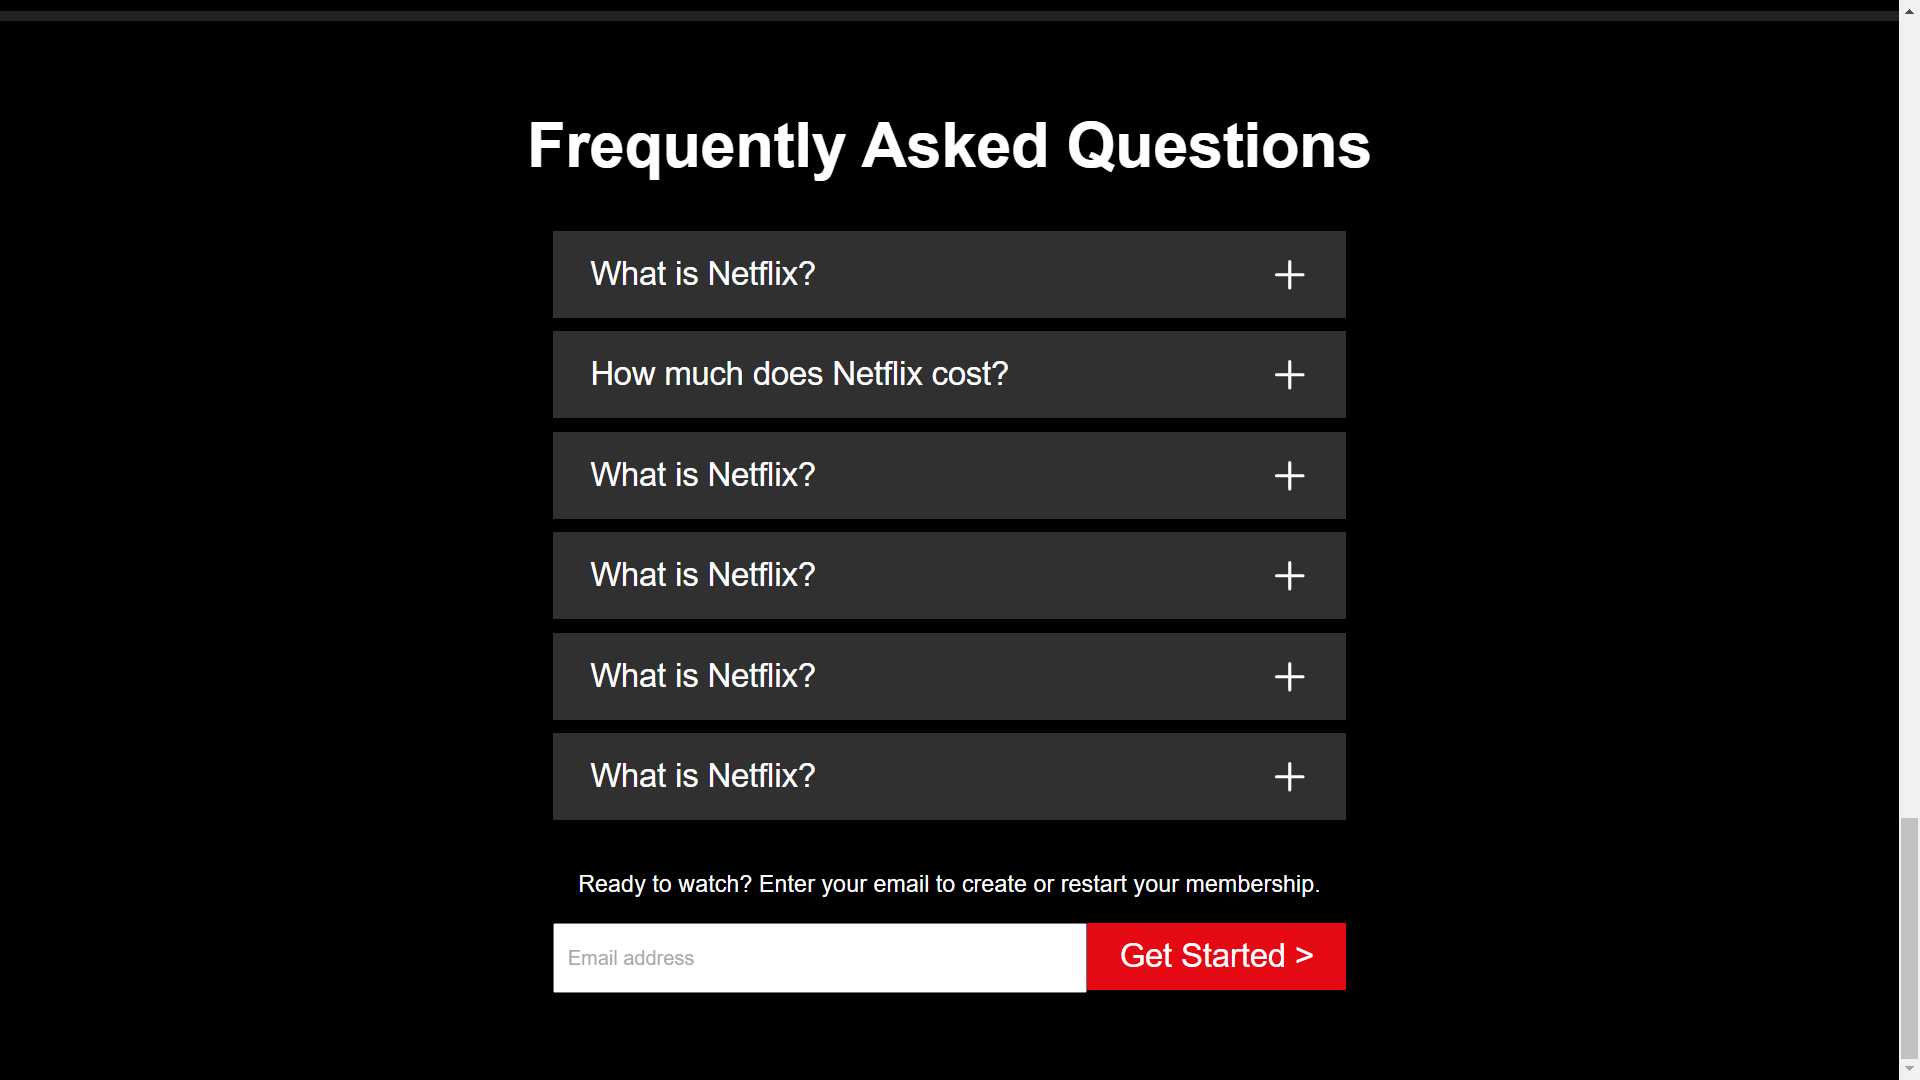 Frequently Asked Questions
What is Netflix?
How much does Netflix cost?
What is Netflix?
What is Netflix?
What is Netflix?
What is Netflix?
Ready to watch? Enter your email to create or restart your membership.
Email address
Get Started >